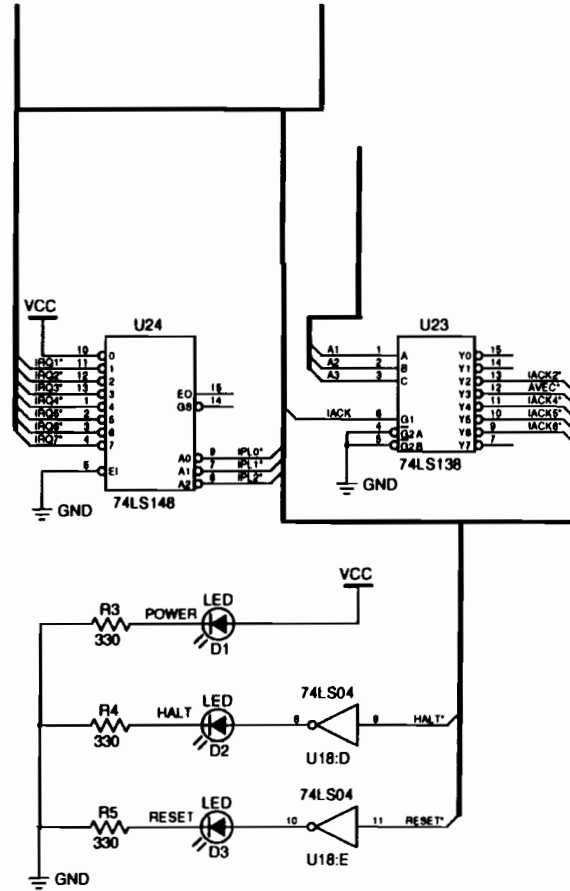 U24
VCC
10 0
IRQ1* 11 1
IRQ2* 12 2
IRQ3* 13 3
IRQ4* 1 4
IRQ5* 2 5
IRQ6* 3 6
IRQ7* 4 7
5 EI
EO 15
GS 14
A0 9 IPL0*
A1 7 IPL1*
A2 6 IPL2*
74LS148
GND
U23
A1 1 A
A2 2 B
A3 3 C
IACK 6 G1
4 G2A
5 G2B
Y0 15
Y1 14
Y2 13 IACK2*
Y3 12 AVEC*
Y4 11 IACK4*
Y5 10 IACK5*
Y6 9 IACK6*
Y7 7
74LS138
GND
VCC
R3
330
POWER
LED
D1
R4
330
HALT
LED
D2
74LS04
8 9 HALT*
U18:D
R5
330
RESET
LED
D3
74LS04
10 11 RESET*
U18:E
GND